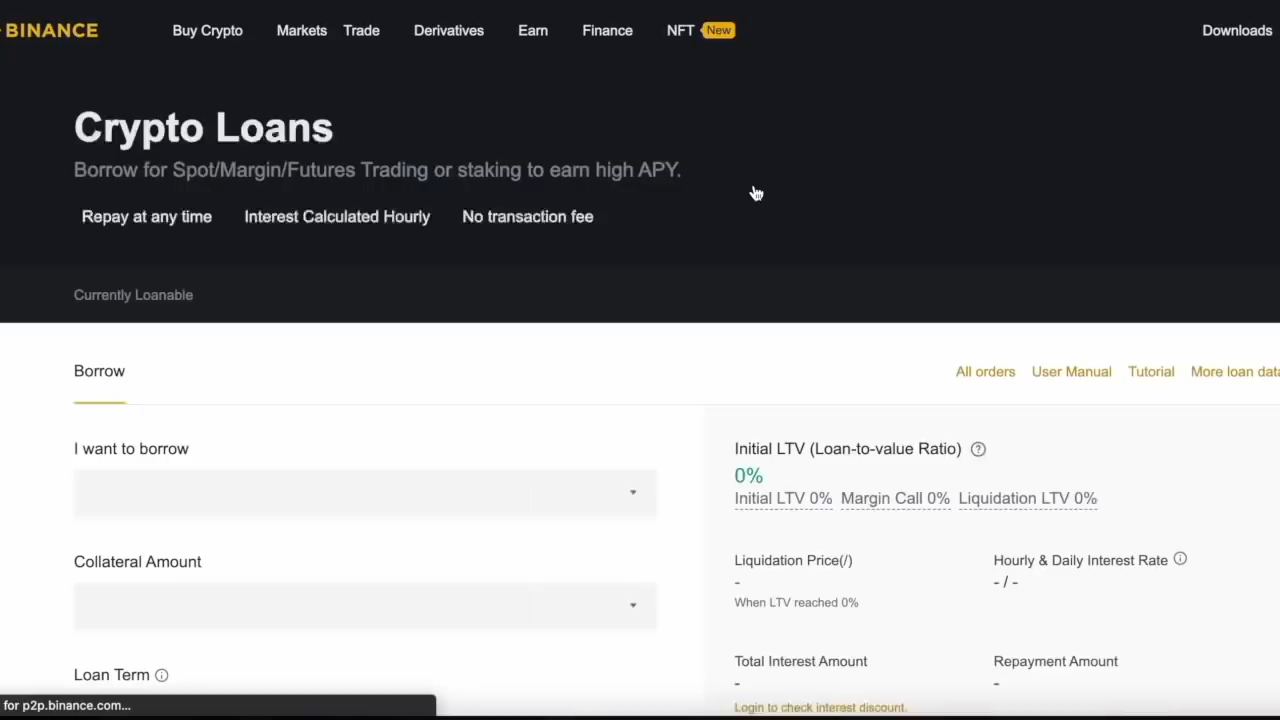 BINANCE Buy Crypto Markets Trade Derivatives Earn Finance NFT New Downloads
Crypto Loans
Borrow for Spot/Margin/Futures Trading or staking to earn high APY.
Repay at any time Interest Calculated Hourly No transaction fee
Currently Loanable
Borrow All orders User Manual Tutorial More loan data
I want to borrow
Initial LTV (Loan-to-value Ratio) ?
0%
Initial LTV 0% Margin Call 0% Liquidation LTV 0%
Collateral Amount
Liquidation Price(/) Hourly & Daily Interest Rate
- - / -
When LTV reached 0%
Loan Term
Total Interest Amount Repayment Amount
- -
Login to check interest discount.
for p2p.binance.com...